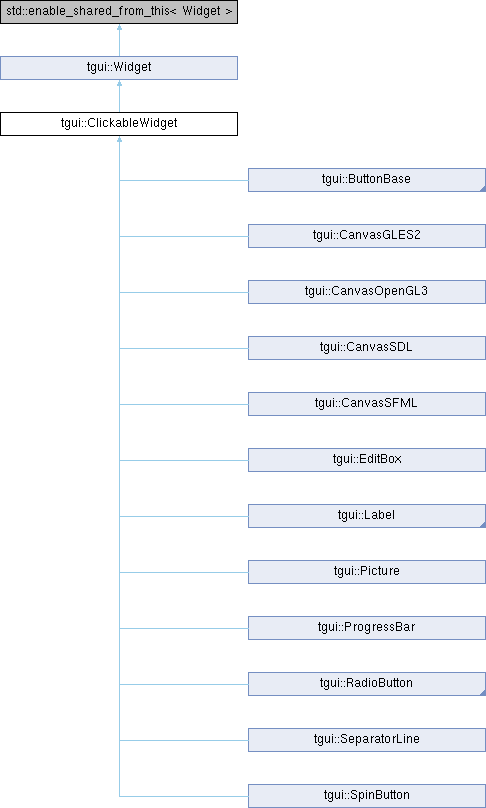 std::enable_shared_from_this< Widget >
tgui::Widget
tgui::ClickableWidget
tgui::ButtonBase
tgui::CanvasGLES2
tgui::CanvasOpenGL3
tgui::CanvasSDL
tgui::CanvasSFML
tgui::EditBox
tgui::Label
tgui::Picture
tgui::ProgressBar
tgui::RadioButton
tgui::SeparatorLine
tgui::SpinButton